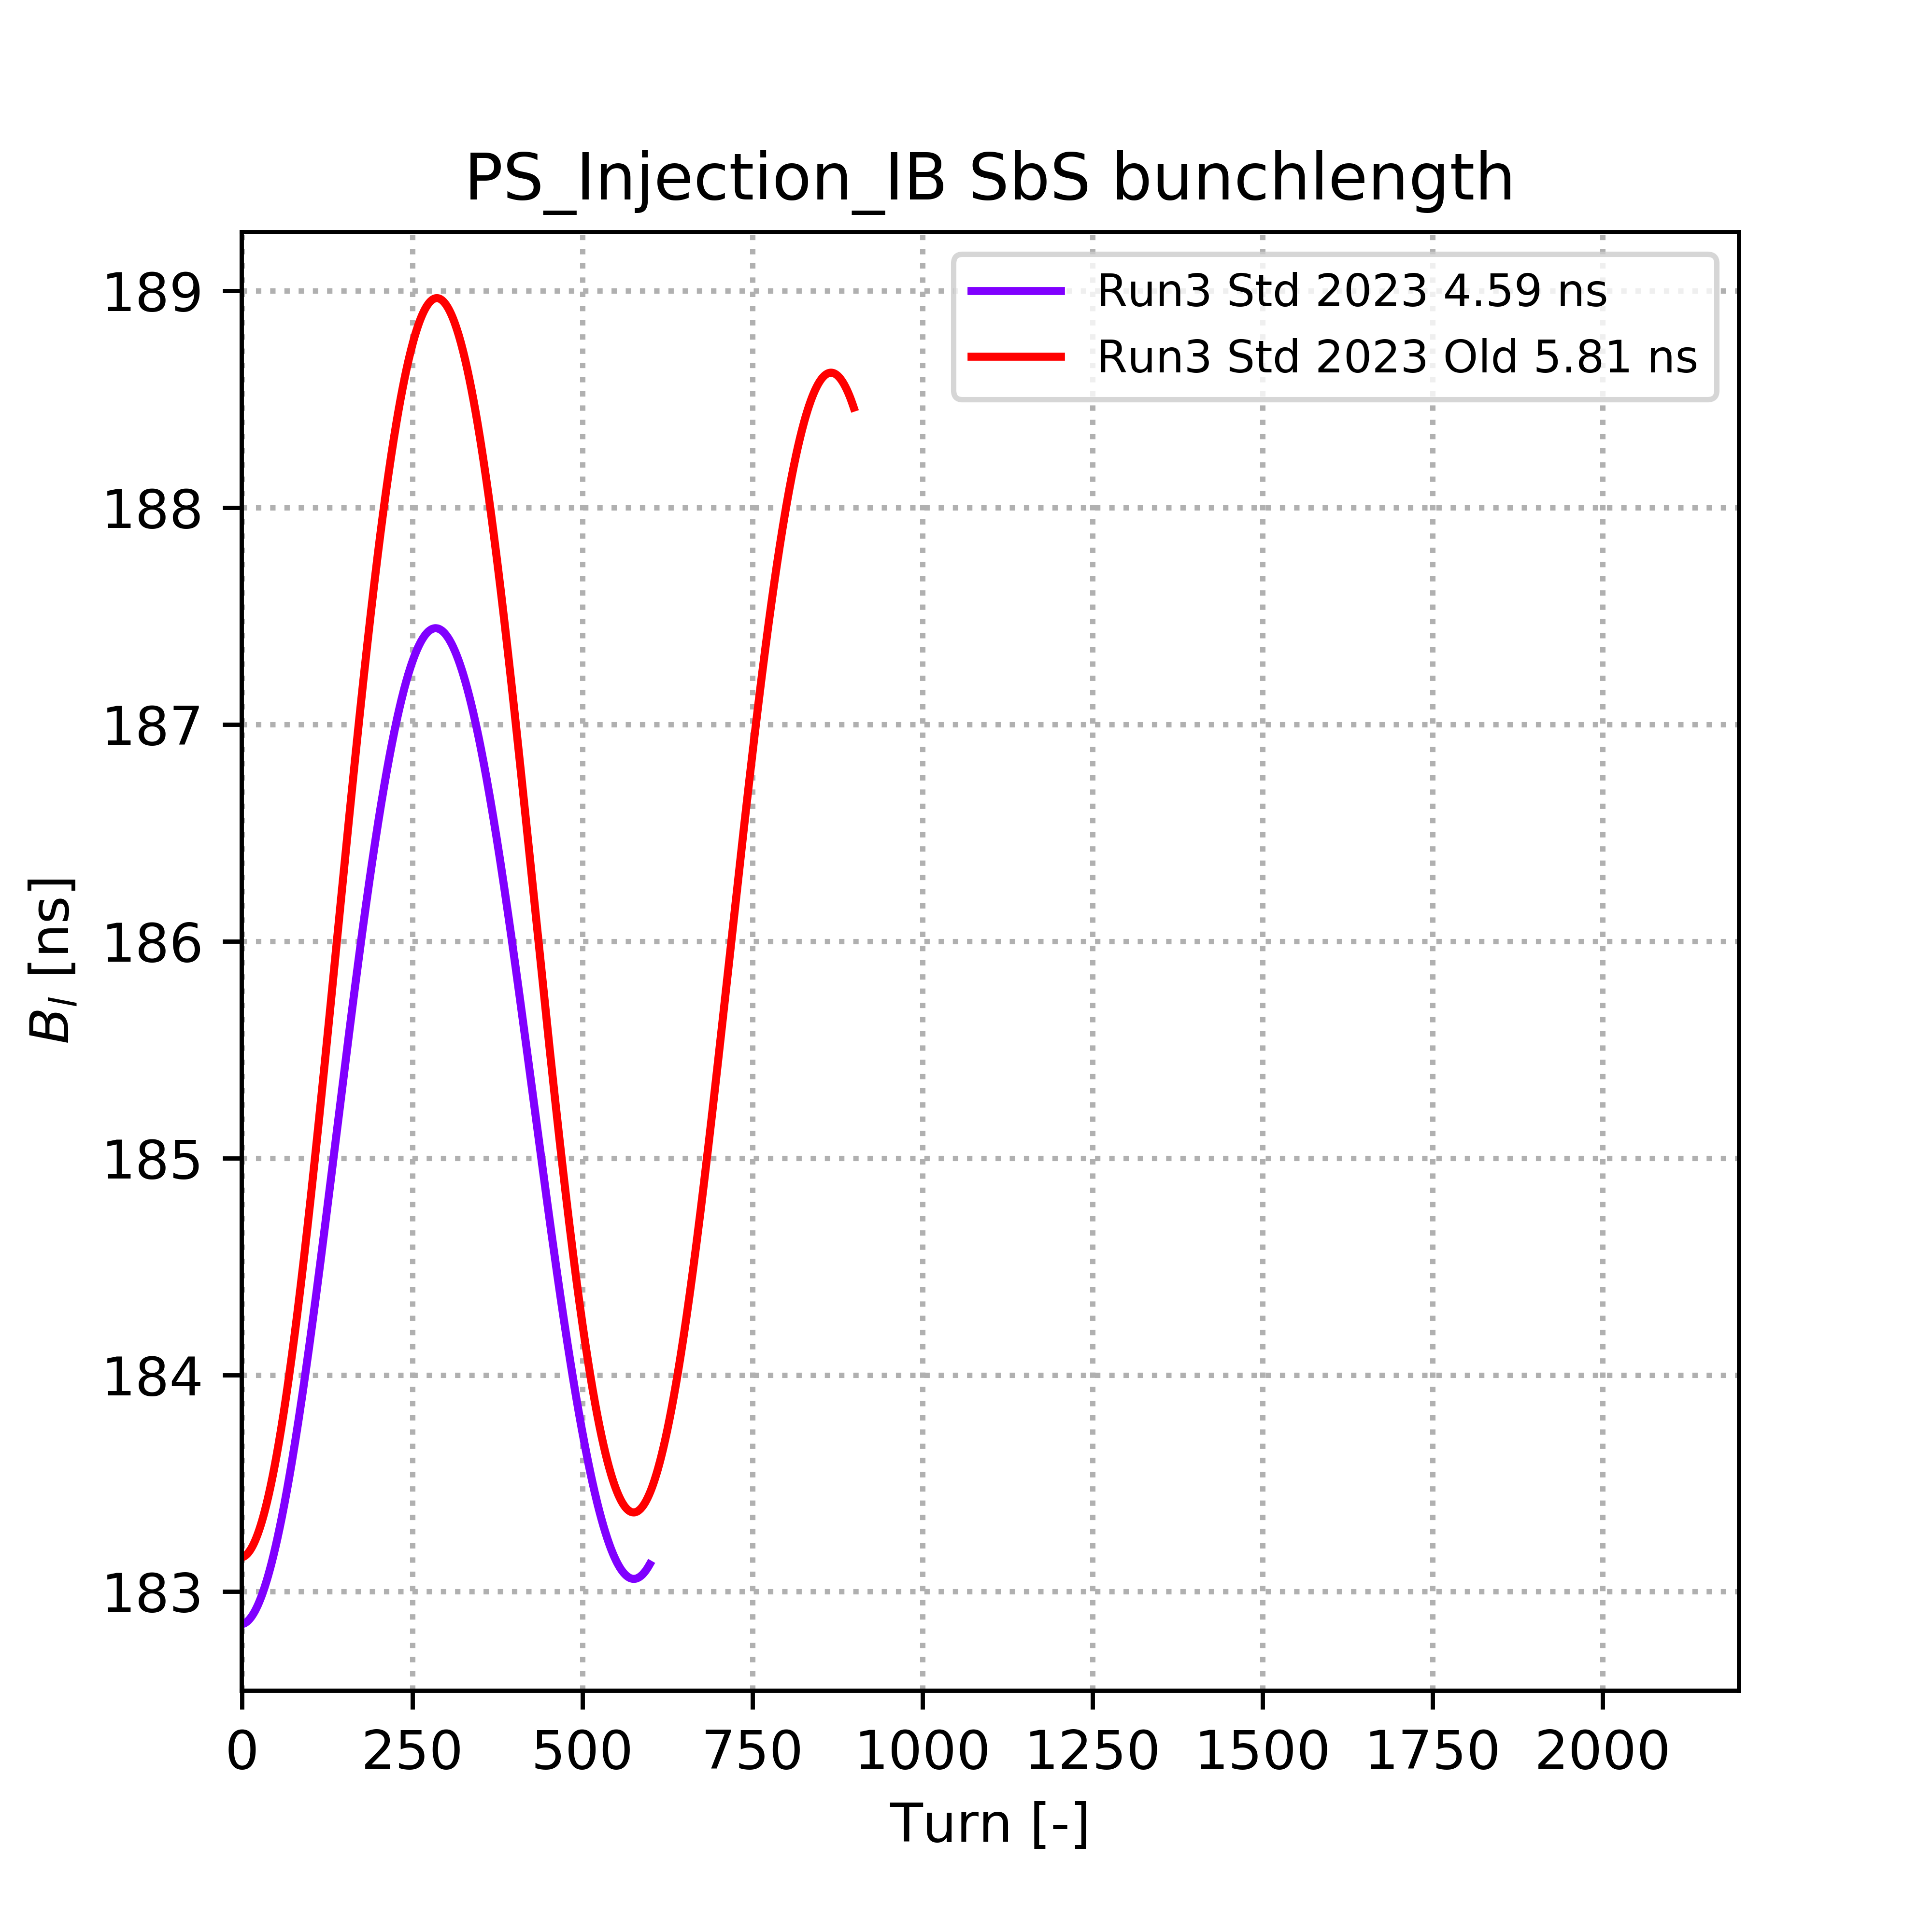 PS_Injection_IB SbS bunchlength
Run3 Std 2023 4.59 ns
Run3 Std 2023 Old 5.81 ns
189
188
187
186
185
184
183
B_l [ns]
0 250 500 750 1000 1250 1500 1750 2000
Turn [-]